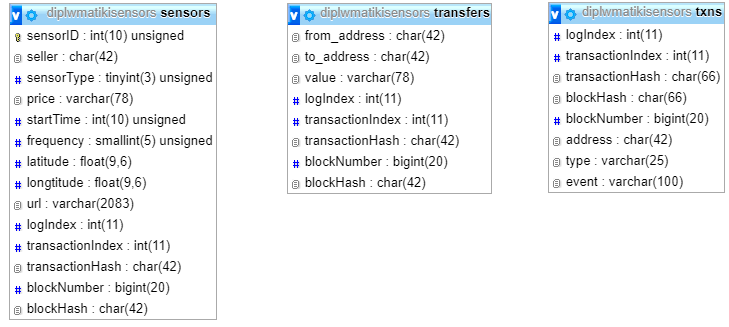 diplwmatikisensors sensors
sensorID : int(10) unsigned
seller : char(42)
sensorType : tinyint(3) unsigned
price : varchar(78)
startTime : int(10) unsigned
frequency : smallint(5) unsigned
latitude : float(9,6)
longtitude : float(9,6)
url : varchar(2083)
logIndex : int(11)
transactionIndex : int(11)
transactionHash : char(42)
blockNumber : bigint(20)
blockHash : char(42)
diplwmatikisensors transfers
from_address : char(42)
to_address : char(42)
value : varchar(78)
logIndex : int(11)
transactionIndex : int(11)
transactionHash : char(42)
blockNumber : bigint(20)
blockHash : char(42)
diplwmatikisensors txns
logIndex : int(11)
transactionIndex : int(11)
transactionHash : char(66)
blockHash : char(66)
blockNumber : bigint(20)
address : char(42)
type : varchar(25)
event : varchar(100)